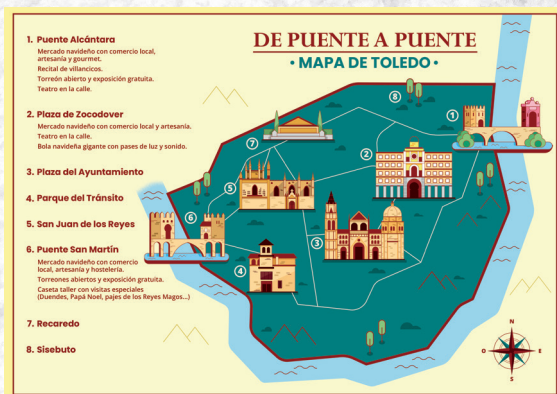 DE PUENTE A PUENTE
• MAPA DE TOLEDO •
1. Puente Alcántara
Mercado navideño con comercio local,
artesanía y gourmet.
Recital de villancicos.
Torreón abierto y exposición gratuita.
Teatro en la calle.
2. Plaza de Zocodover
Mercado navideño con comercio local y artesanía.
Teatro en la calle.
Bola navideña gigante con pases de luz y sonido.
3. Plaza del Ayuntamiento
4. Parque del Tránsito
5. San Juan de los Reyes
6. Puente San Martín
Mercado navideño con comercio
local, artesanía y hostelería.
Torreones abiertos y exposición gratuita.
Caseta taller con visitas especiales
(Duendes, Papá Noel, pajes de los Reyes Magos...)
7. Recaredo
8. Sisebuto
8
1
7
2
5
6
3
4
N
O
E
S